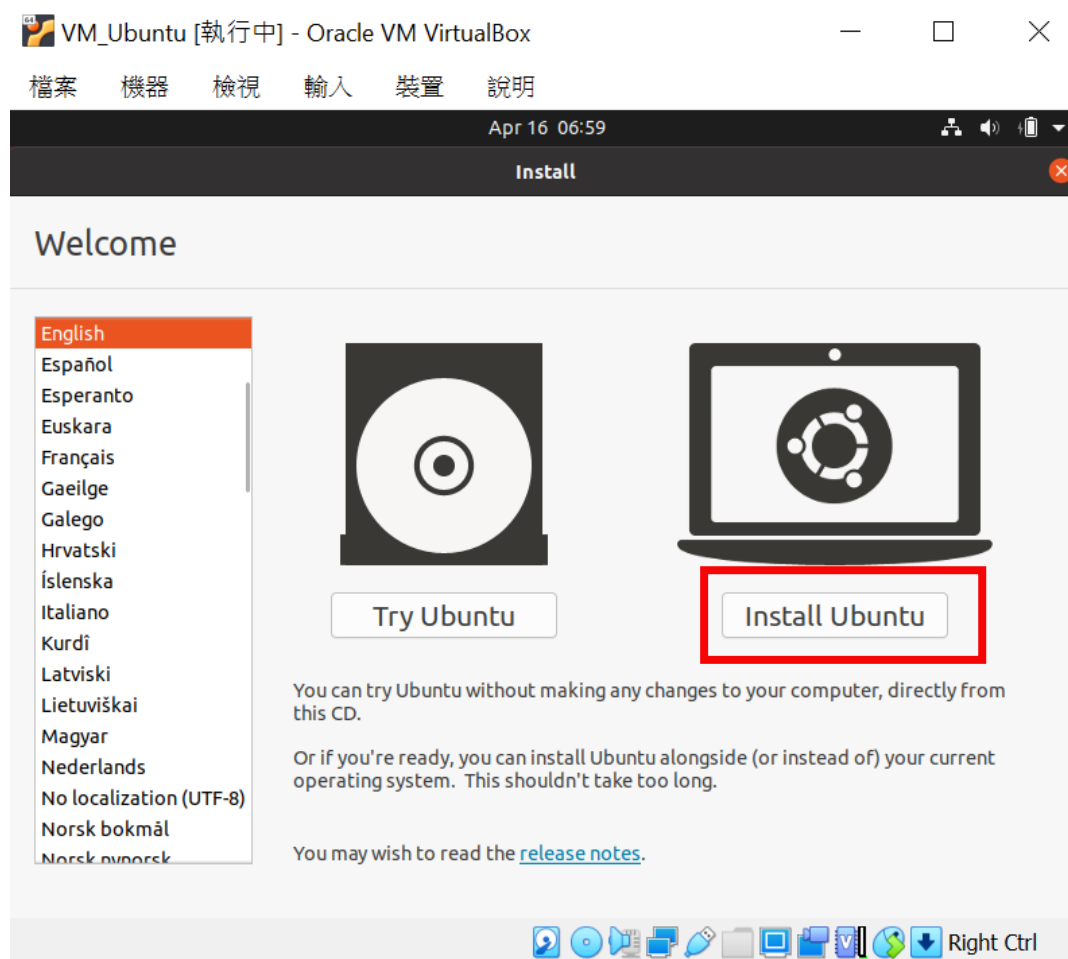 VM_Ubuntu [執行中] - Oracle VM VirtualBox
檔案 機器 檢視 輸入 裝置 說明
Apr 16 06:59
Install
Welcome
English
Español
Esperanto
Euskara
Français
Gaeilge
Galego
Hrvatski
Íslenska
Italiano
Kurdî
Latviski
Lietuviškai
Magyar
Nederlands
No localization (UTF-8)
Norsk bokmål
Norsk nynorsk
Try Ubuntu
Install Ubuntu
You can try Ubuntu without making any changes to your computer, directly from
this CD.
Or if you're ready, you can install Ubuntu alongside (or instead of) your current
operating system. This shouldn't take too long.
You may wish to read the release notes.
Right Ctrl